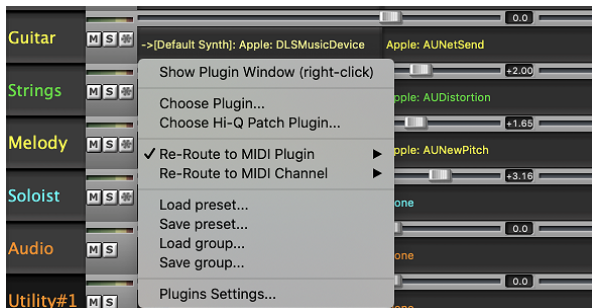 0.0
Guitar M S ->[Default Synth]: Apple: DLSMusicDevice Apple: AUNetSend
Show Plugin Window (right-click) +2.00
Strings M S Choose Plugin... pple: AUDistortion
Choose Hi-Q Patch Plugin... +1.65
Melody M S ✓ Re-Route to MIDI Plugin ▶ pple: AUNewPitch
Re-Route to MIDI Channel ▶ +3.16
Soloist M S Load preset... one
Save preset... 0.0
Audio M S Load group... one
Save group...
0.0
Utility#1 M S Plugins Settings...